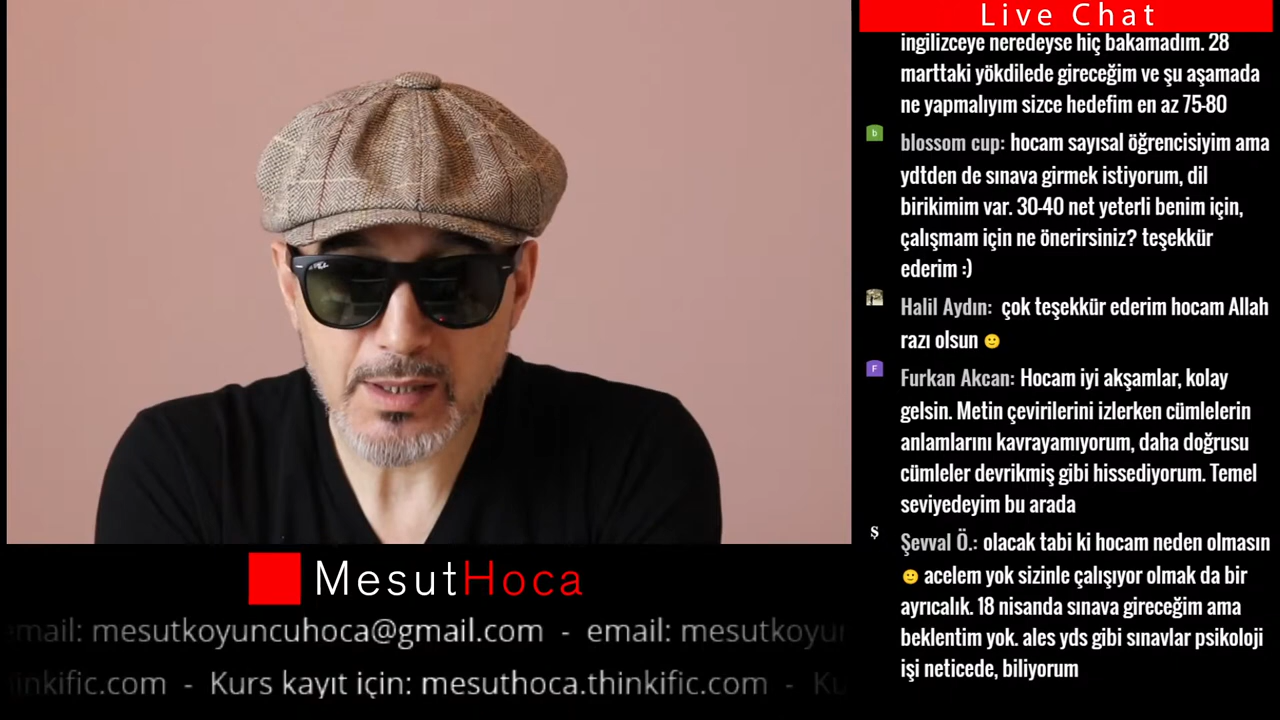 Live Chat
ingilizceye neredeyse hiç bakamadım. 28
marttaki yökdilede gireceğim ve şu aşamada
ne yapmalıyım sizce hedefim en az 75-80
b
blossom cup: hocam sayısal öğrencisiyim ama
ydtden de sınava girmek istiyorum, dil
birikimim var. 30-40 net yeterli benim için,
çalışmam için ne önerirsiniz? teşekkür
ederim :)
Halil Aydın: çok teşekkür ederim hocam Allah
razı olsun 🙂
F
Furkan Akcan: Hocam iyi akşamlar, kolay
gelsin. Metin çevirilerini izlerken cümlelerin
anlamlarını kavrayamıyorum, daha doğrusu
cümleler devrikmiş gibi hissediyorum. Temel
seviyedeyim bu arada
Ş
Şevval Ö.: olacak tabi ki hocam neden olmasın
🙂 acelem yok sizinle çalışıyor olmak da bir
ayrıcalık. 18 nisanda sınava gireceğim ama
beklentim yok. ales yds gibi sınavlar psikoloji
işi neticede, biliyorum
MesutHoca
mail: mesutkoyuncuhoca@gmail.com - email: mesutkoyun
inkific.com - Kurs kayıt için: mesuthoca.thinkific.com - Ku